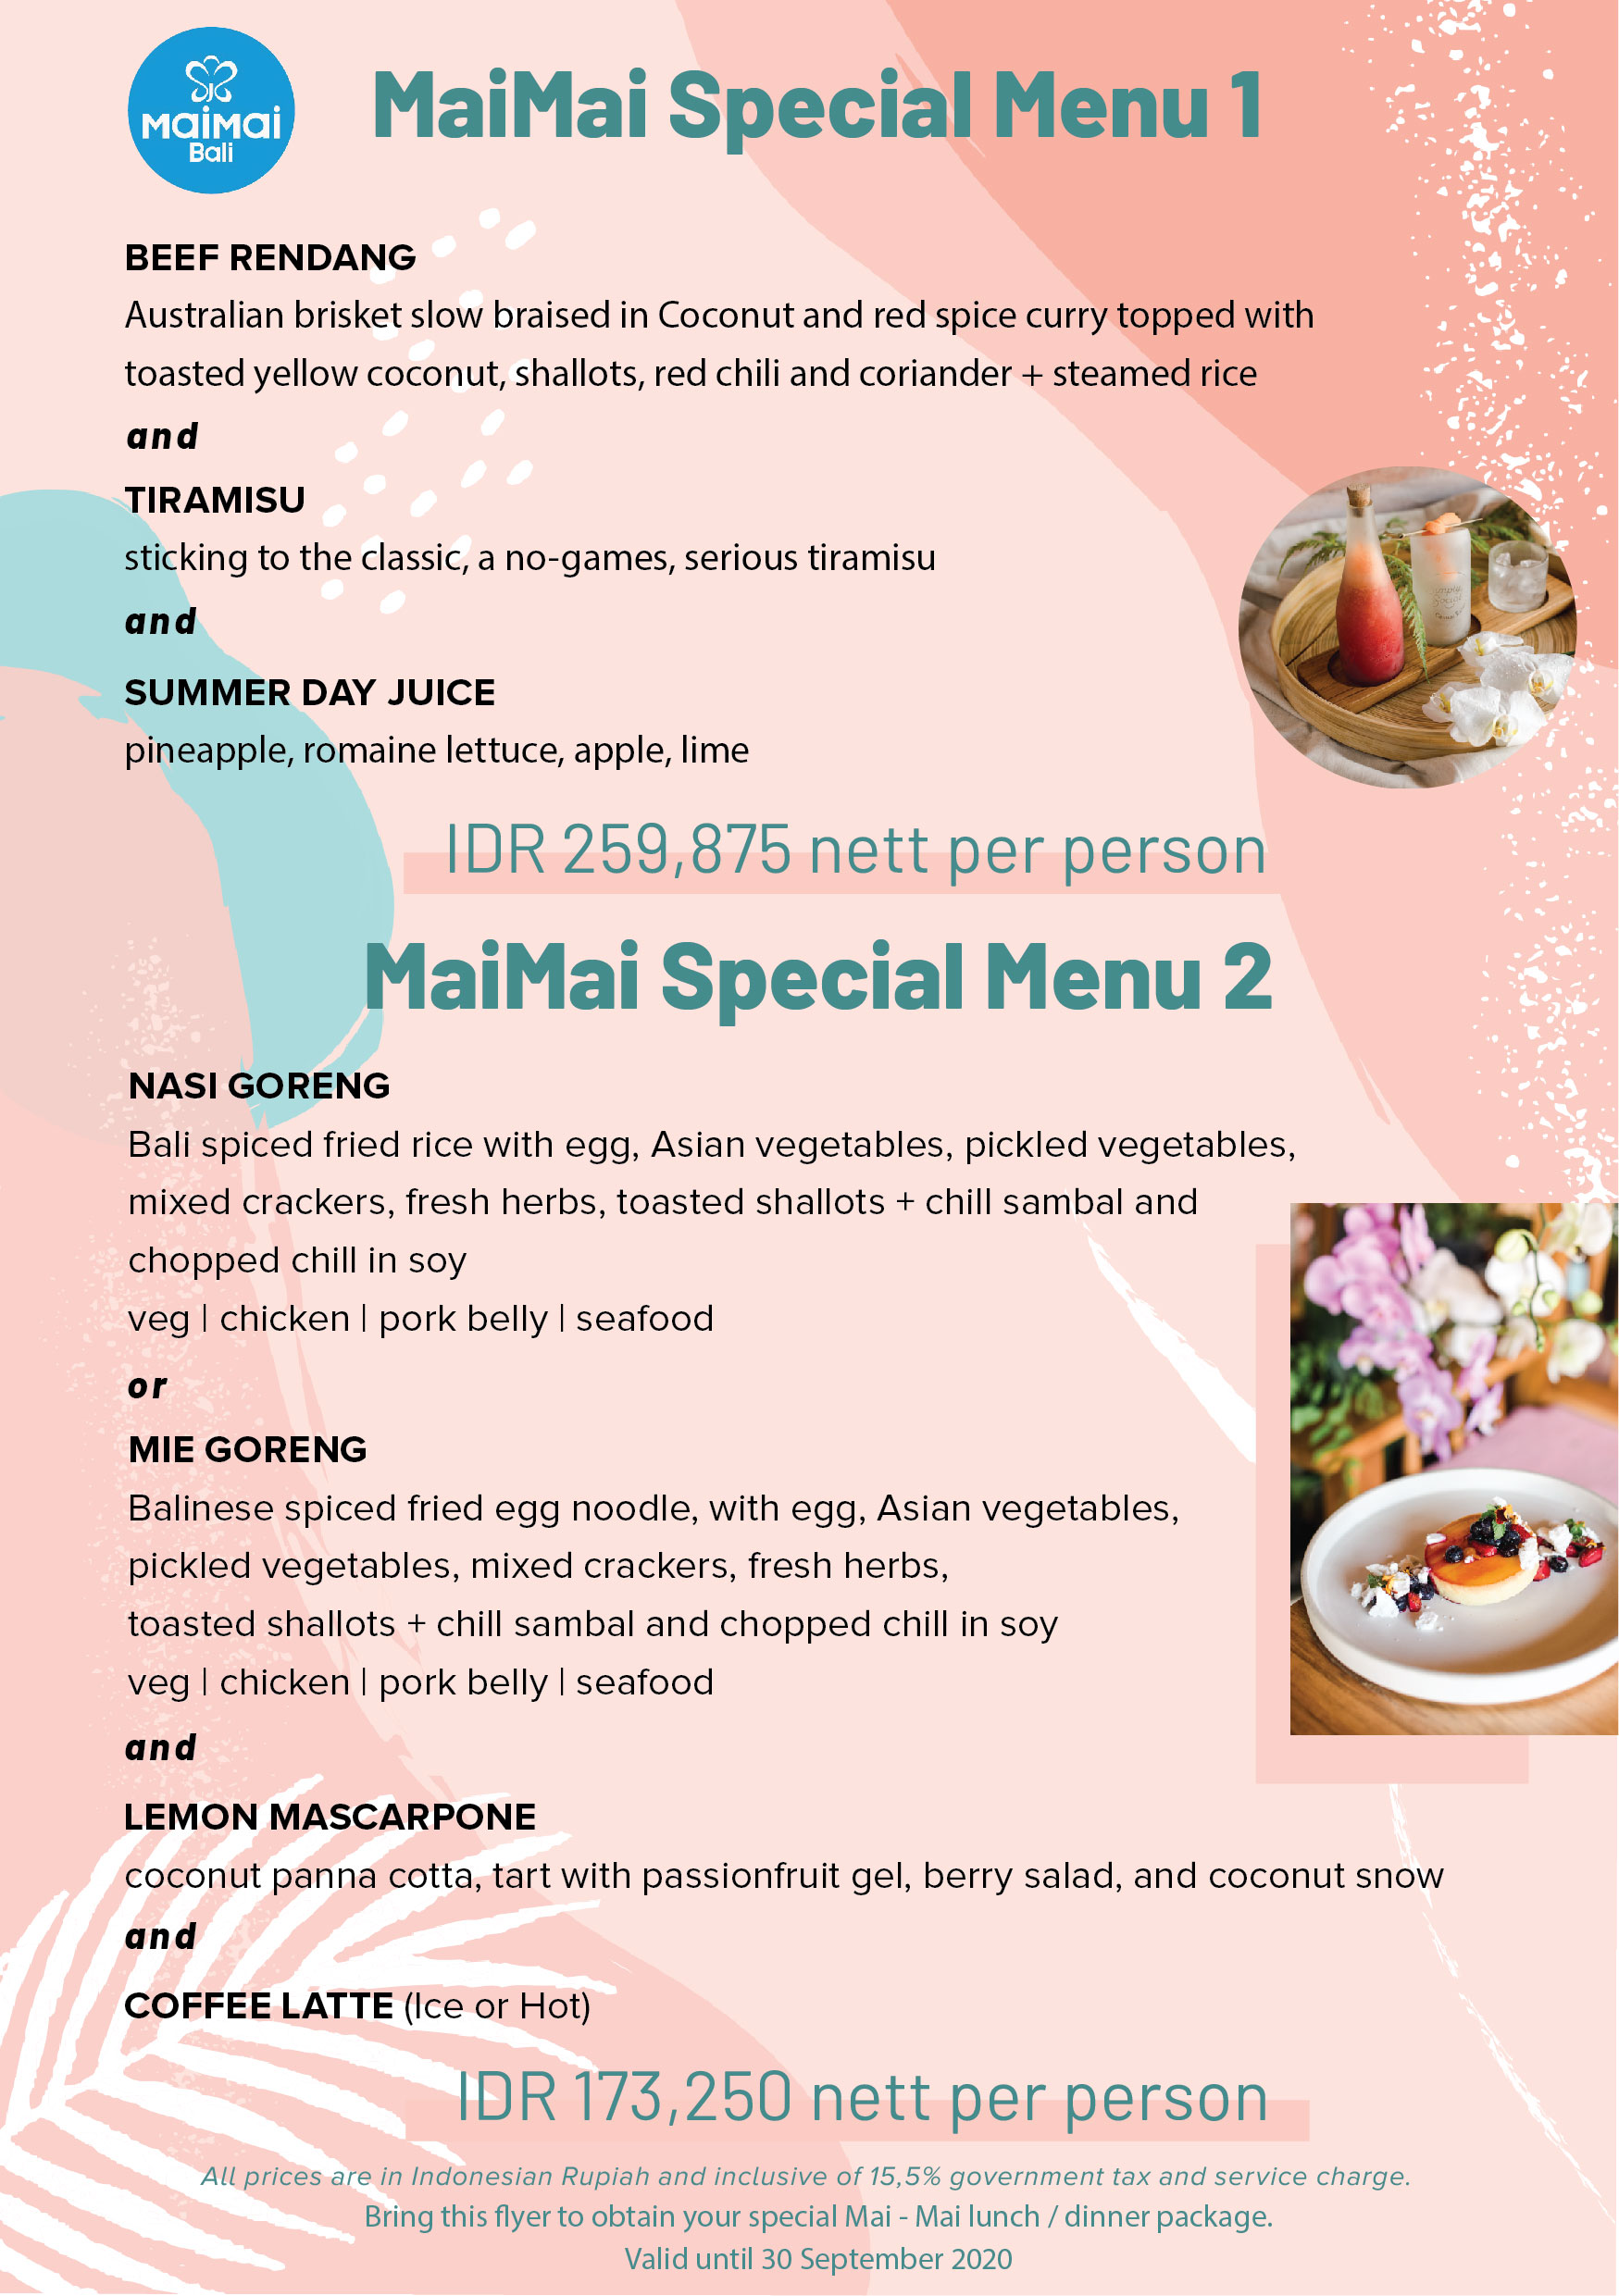 MaiMai
Bali
MaiMai Special Menu 1
BEEF RENDANG
Australian brisket slow braised in Coconut and red spice curry topped with
toasted yellow coconut, shallots, red chili and coriander + steamed rice
and
TIRAMISU
sticking to the classic, a no-games, serious tiramisu
and
SUMMER DAY JUICE
pineapple, romaine lettuce, apple, lime
IDR 259,875 nett per person
MaiMai Special Menu 2
NASI GORENG
Bali spiced fried rice with egg, Asian vegetables, pickled vegetables,
mixed crackers, fresh herbs, toasted shallots + chill sambal and
chopped chill in soy
veg | chicken | pork belly | seafood
or
MIE GORENG
Balinese spiced fried egg noodle, with egg, Asian vegetables,
pickled vegetables, mixed crackers, fresh herbs,
toasted shallots + chill sambal and chopped chill in soy
veg | chicken | pork belly | seafood
and
LEMON MASCARPONE
coconut panna cotta, tart with passionfruit gel, berry salad, and coconut snow
and
COFFEE LATTE (Ice or Hot)
IDR 173,250 nett per person
All prices are in Indonesian Rupiah and inclusive of 15,5% government tax and service charge.
Bring this flyer to obtain your special Mai - Mai lunch / dinner package.
Valid until 30 September 2020